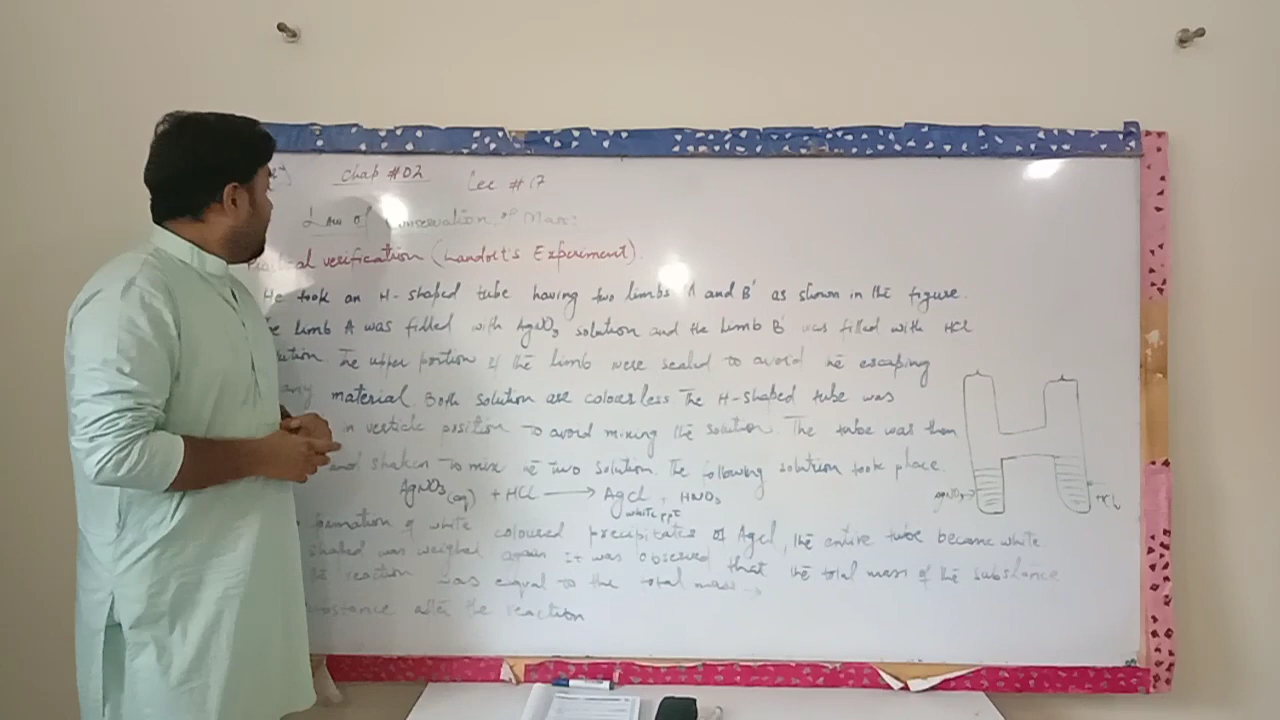 Chap #02 Lec #17
Law of Conservation of Mass:
verification (Landolt's Experiment).
He took an H-shaped tube having two limbs 'A and B' as shown in the figure.
limb A was filled with AgNO3 solution and the limb B' was filled with HCl
The upper portion of the limb were sealed to avoid the escaping
any material. Both solution are colourless The H-shaped tube was
in verticle position to avoid mixing the solution. The tube was then
and shaken to mix the two solution. The following solution took place.
AgNO3(aq) + HCl → AgCl + HNO3
white ppt
formation of white coloured precipitates of AgCl, the entire tube become white
was weighed again it was observed that the total mass of the substance
reaction was equal to the total mass →
after the reaction
AgNO3→
HCl